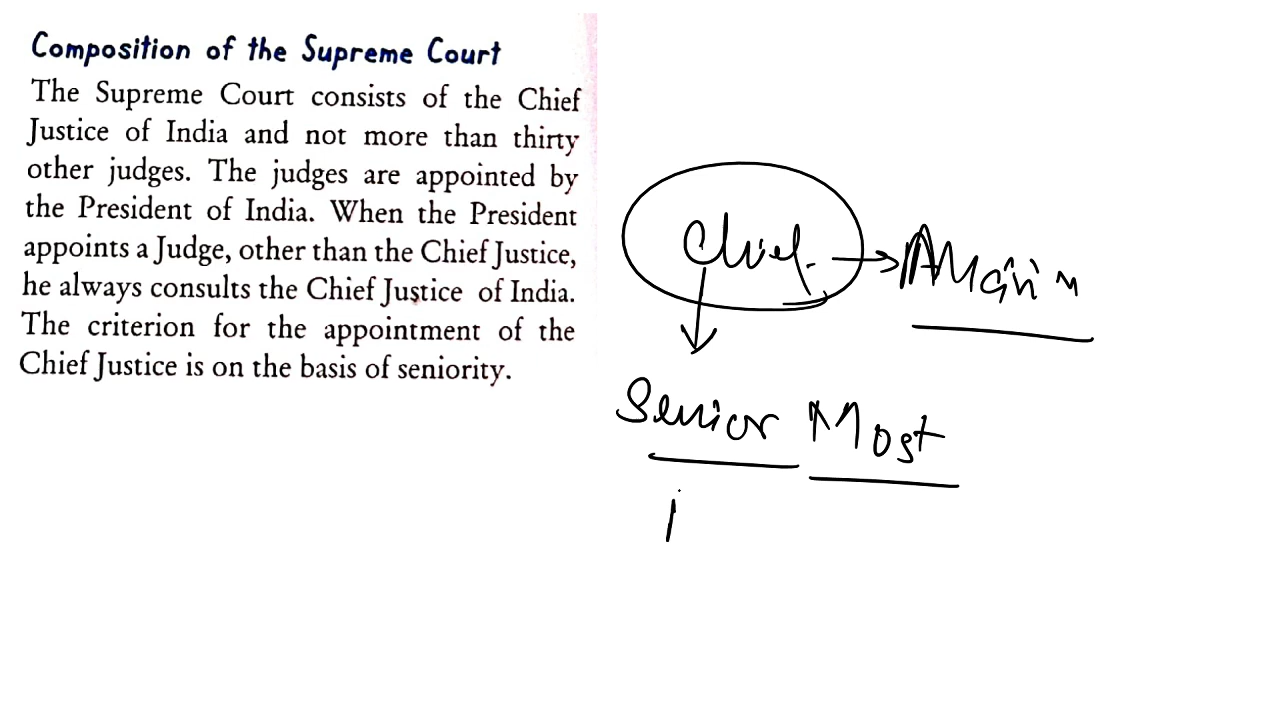 Composition of the Supreme Court
The Supreme Court consists of the Chief
Justice of India and not more than thirty
other judges. The judges are appointed by
the President of India. When the President
appoints a Judge, other than the Chief Justice,
he always consults the Chief Justice of India.
The criterion for the appointment of the
Chief Justice is on the basis of seniority.
Chief
Main
Senior Most